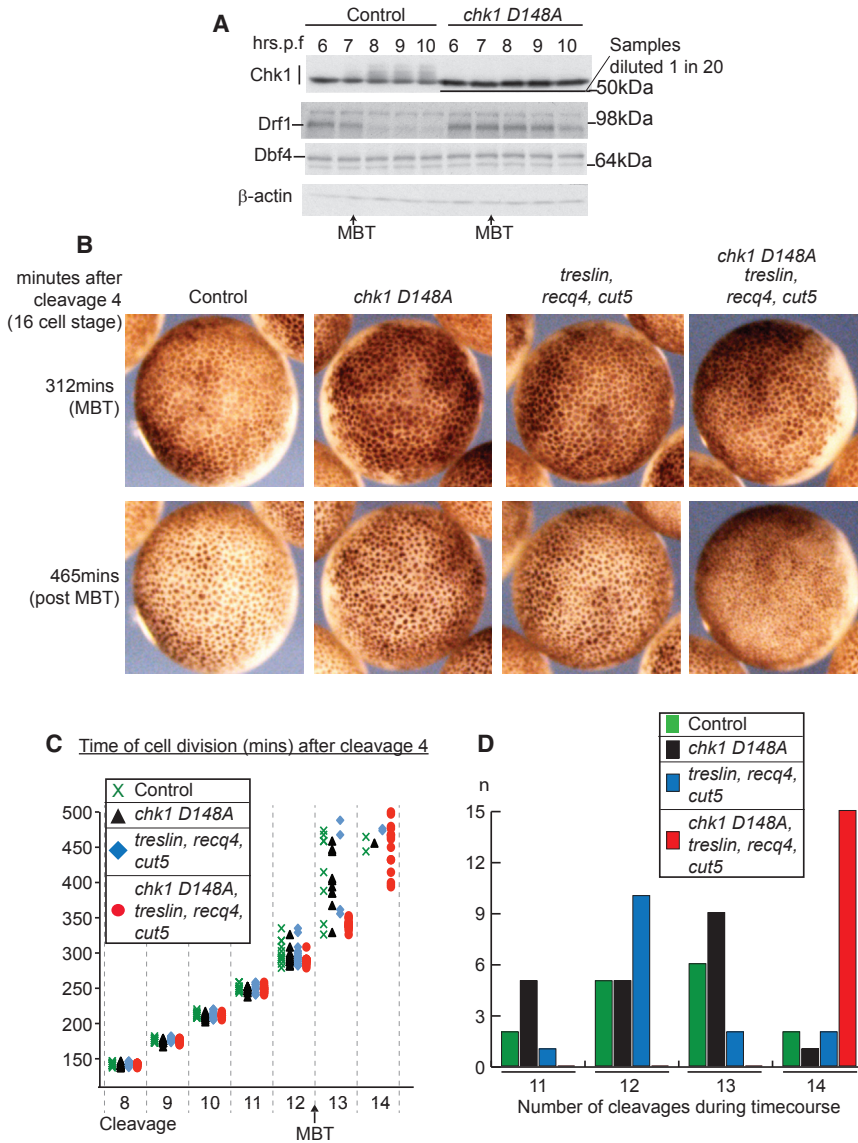 A
Control
chk1 D148A
hrs.p.f
6 7 8 9 10 6 7 8 9 10
Samples
diluted 1 in 20
Chk1
50kDa
Drf1
98kDa
Dbf4
64kDa
β-actin
MBT
MBT
B
minutes after
cleavage 4
(16 cell stage)
Control
chk1 D148A
treslin,
recq4, cut5
chk1 D148A
treslin,
recq4, cut5
312mins
(MBT)
465mins
(post MBT)
C Time of cell division (mins) after cleavage 4
Control
chk1 D148A
treslin, recq4,
cut5
chk1 D148A,
treslin, recq4,
cut5
500
450
400
350
300
250
200
150
8 9 10 11 12 13 14
Cleavage
MBT
D
Control
chk1 D148A
treslin, recq4,
cut5
chk1 D148A,
treslin, recq4,
cut5
n
15
12
9
6
3
0
11 12 13 14
Number of cleavages during timecourse